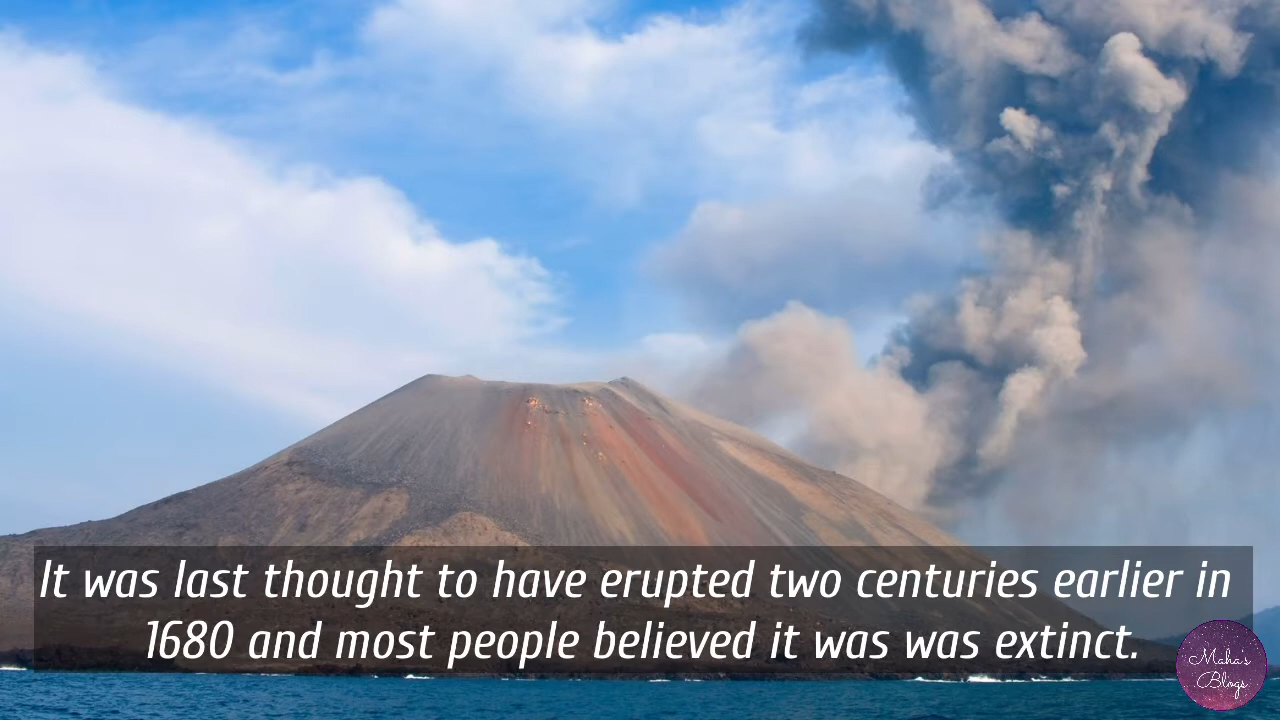 It was last thought to have erupted two centuries earlier in
1680 and most people believed it was was extinct.
Maha's
Blogs